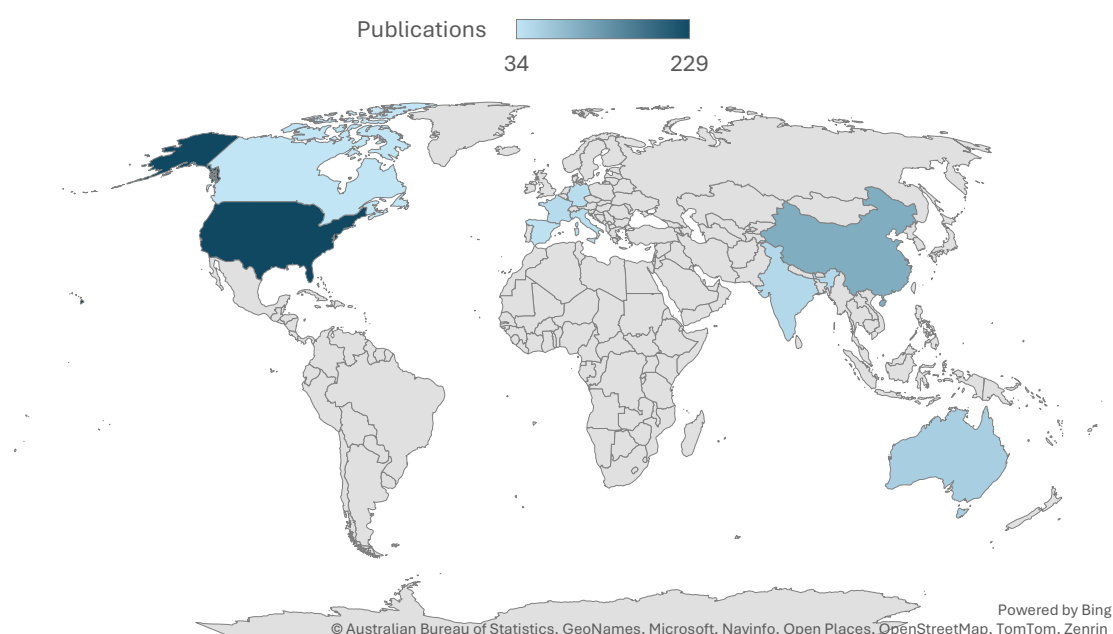 Publications
34 229
Powered by Bing
© Australian Bureau of Statistics, GeoNames, Microsoft, Navinfo, Open Places, OpenStreetMap, TomTom, Zenrin